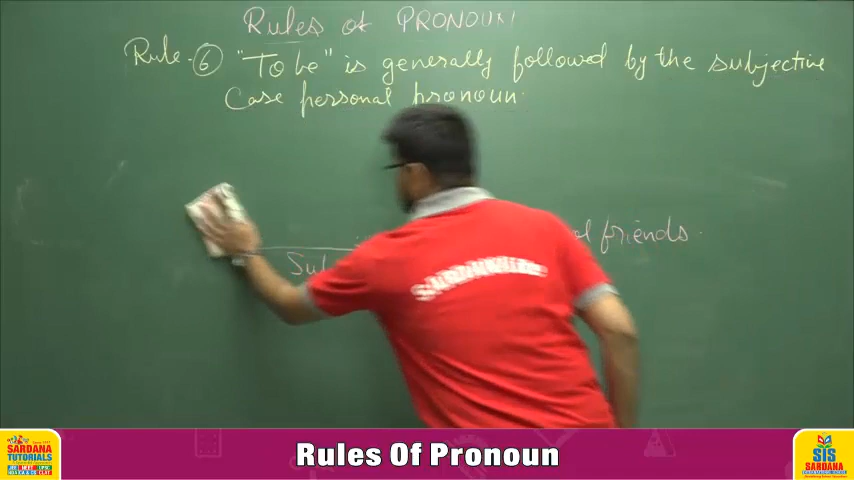 Rules of PRONOUN
Rule-⑥ "To be" is generally followed by the subjective
Case personal pronoun.
friends.
Rules Of Pronoun
SARDANA
TUTORIALS
SIS
SARDANA